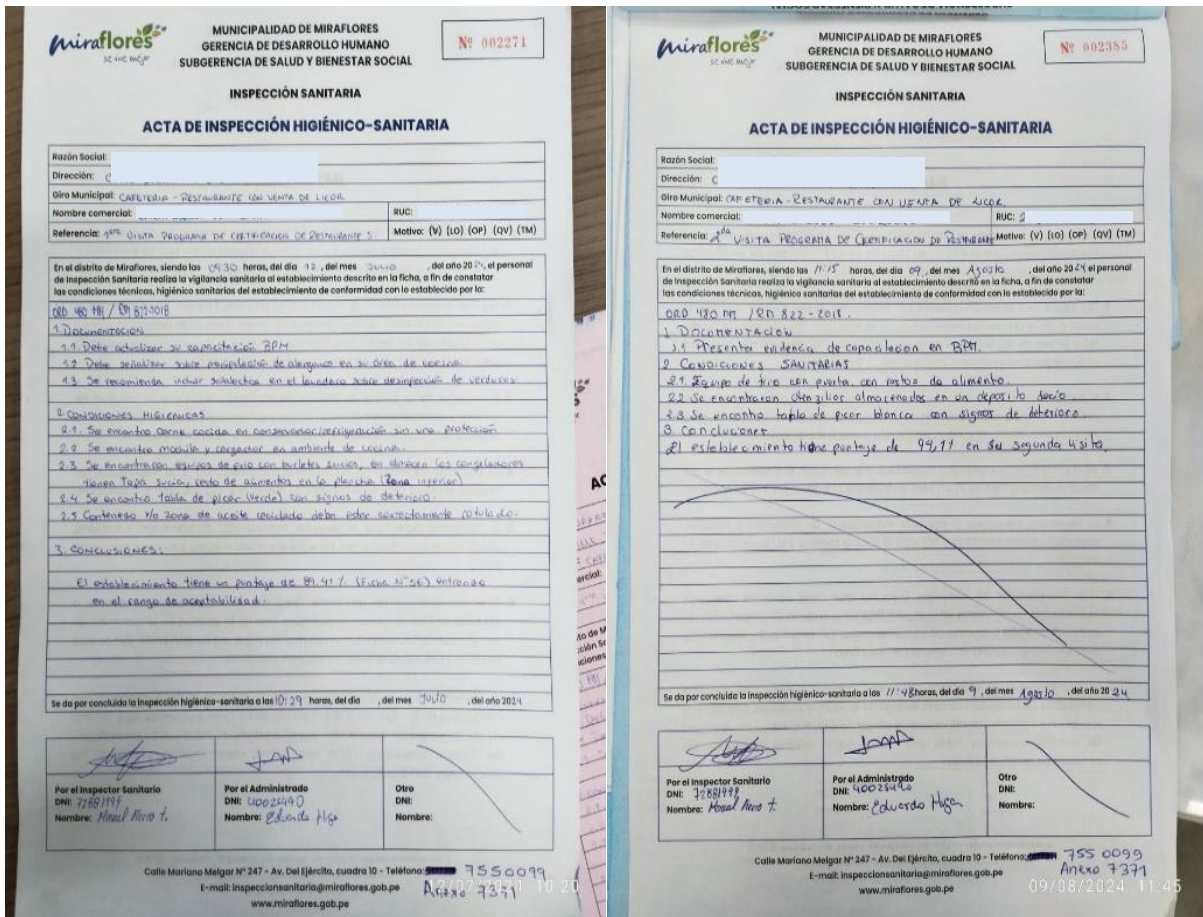 miraflores
se vive mejor
MUNICIPALIDAD DE MIRAFLORES
GERENCIA DE DESARROLLO HUMANO
SUBGERENCIA DE SALUD Y BIENESTAR SOCIAL
Nº 002271
INSPECCIÓN SANITARIA
ACTA DE INSPECCIÓN HIGIÉNICO-SANITARIA
Razón Social:
Dirección: C
Giro Municipal: CAFETERIA - RESTAURANTE CON VENTA DE LICOR
Nombre comercial: RUC:
Referencia: 1era VISITA PROGRAMA DE CERTIFICACION DE RESTAURANTE S. Motivo: (V) (LO) (OP) (QV) (TM)
En el distrito de Miraflores, siendo las 09:30 horas, del día 12, del mes JULIO, del año 2024, el personal
de Inspección Sanitaria realiza la vigilancia sanitaria al establecimiento descrito en la ficha, a fin de constatar
las condiciones técnicas, higiénico sanitarias del establecimiento de conformidad con lo establecido por la:
ORD 480 MM / RM 822-2018
1. DOCUMENTACION
1.1. Debe actualizar su capacitación BPM
1.2 Debe señalizar sobre manipulación de alergenos en su área de cocina.
1.3 Se recomienda incluir señalectica en el lavadero sobre desinfección de verduras
2. CONDICIONES HIGIENICAS
2.1. Se encontro carne cocida en conservador/refrigeración sin una protección
2.2 Se encontro mochila y cargador en ambiente de cocina.
2.3 Se encontraron equipos de frio con burletes sucios, en almacen los congeladores
tienen Tapa sucia, resto de alimentos en la plancha (Zona inferior)
2.4 Se encontro tabla de picar (Verde) con signos de deterioro.
2.5 Contenedor y/o zona de aceite reciclado debe estar correctamente rotulado.
3. CONCLUSIONES:
El establecimiento tiene un puntaje de 89.41 % (Ficha Nº56) entrando
en el rango de aceptabilidad.
Se da por concluida la inspección higiénico-sanitaria a las 10:29 horas, del día , del mes JULIO, del año 2024
Por el Inspector Sanitario
DNI: 72881999
Nombre:
Por el Administrado
DNI: 40025490
Nombre: Eduardo Higa
Otro
DNI:
Nombre:
Calle Mariano Melgar Nº 247 - Av. Del Ejército, cuadra 10 - Teléfono: 7550099
E-mail: inspeccionsanitaria@miraflores.gob.pe Anexo 7371
www.miraflores.gob.pe
12/07/2024 10:20
miraflores
se vive mejor
MUNICIPALIDAD DE MIRAFLORES
GERENCIA DE DESARROLLO HUMANO
SUBGERENCIA DE SALUD Y BIENESTAR SOCIAL
Nº 002385
INSPECCIÓN SANITARIA
ACTA DE INSPECCIÓN HIGIÉNICO-SANITARIA
Razón Social:
Dirección: C
Giro Municipal: CAFETERIA - RESTAURANTE CON VENTA DE LICOR
Nombre comercial: RUC: 2
Referencia: 2da VISITA PROGRAMA DE CERTIFICACION DE RESTAURANTE Motivo: (V) (LO) (OP) (QV) (TM)
En el distrito de Miraflores, siendo las 11:15 horas, del día 09, del mes Agosto, del año 2024 el personal
de Inspección Sanitaria realiza la vigilancia sanitaria al establecimiento descrito en la ficha, a fin de constatar
las condiciones técnicas, higiénico sanitarias del establecimiento de conformidad con lo establecido por la:
ORD 480 MM / RM 822-2018.
1. DOCUMENTACION
1.1 Presenta evidencia de capacitacion en BPM.
2. CONDICIONES SANITARIAS
2.1. Equipo de frio con puerta con restos de alimento.
2.2 Se encontraron utensilios almacenados en un deposito sucio
2.3 Se encontro tabla de picar blanca con signos de deterioro
3. Concluciones
El establecimiento tiene puntaje de 94,11 en su segunda visita.
Se da por concluida la inspección higiénico-sanitaria a las 11:48 horas, del día 9, del mes Agosto, del año 2024
Por el Inspector Sanitario
DNI: 72881999
Nombre:
Por el Administrado
DNI: 40025490
Nombre: Eduardo Higa
Otro
DNI:
Nombre:
Calle Mariano Melgar Nº 247 - Av. Del Ejército, cuadra 10 - Teléfono: 755 0099
E-mail: inspeccionsanitaria@miraflores.gob.pe Anexo 7371
www.miraflores.gob.pe
09/08/2024 11:45